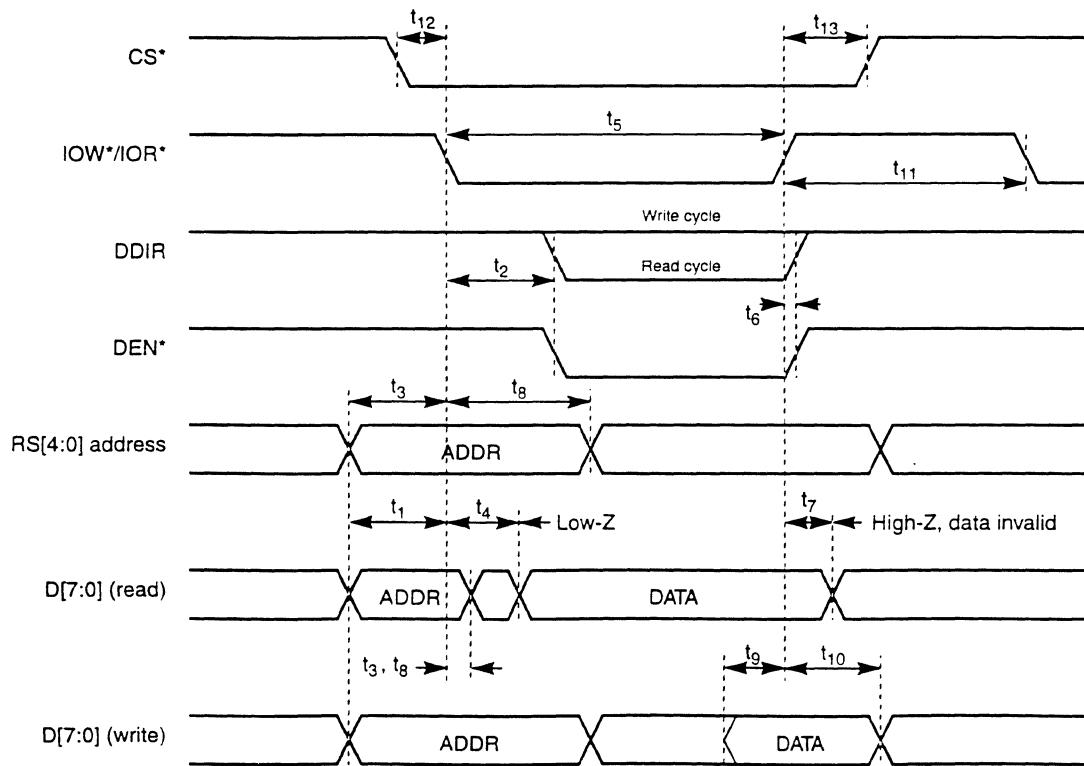 t12
t13
CS*
t5
IOW*/IOR*
t11
Write cycle
DDIR
t2
Read cycle
t6
DEN*
t3
t8
RS[4:0] address
ADDR
t1
t4
Low-Z
t7
High-Z, data invalid
D[7:0] (read)
ADDR
DATA
t3 , t8
t9
t10
D[7:0] (write)
ADDR
DATA